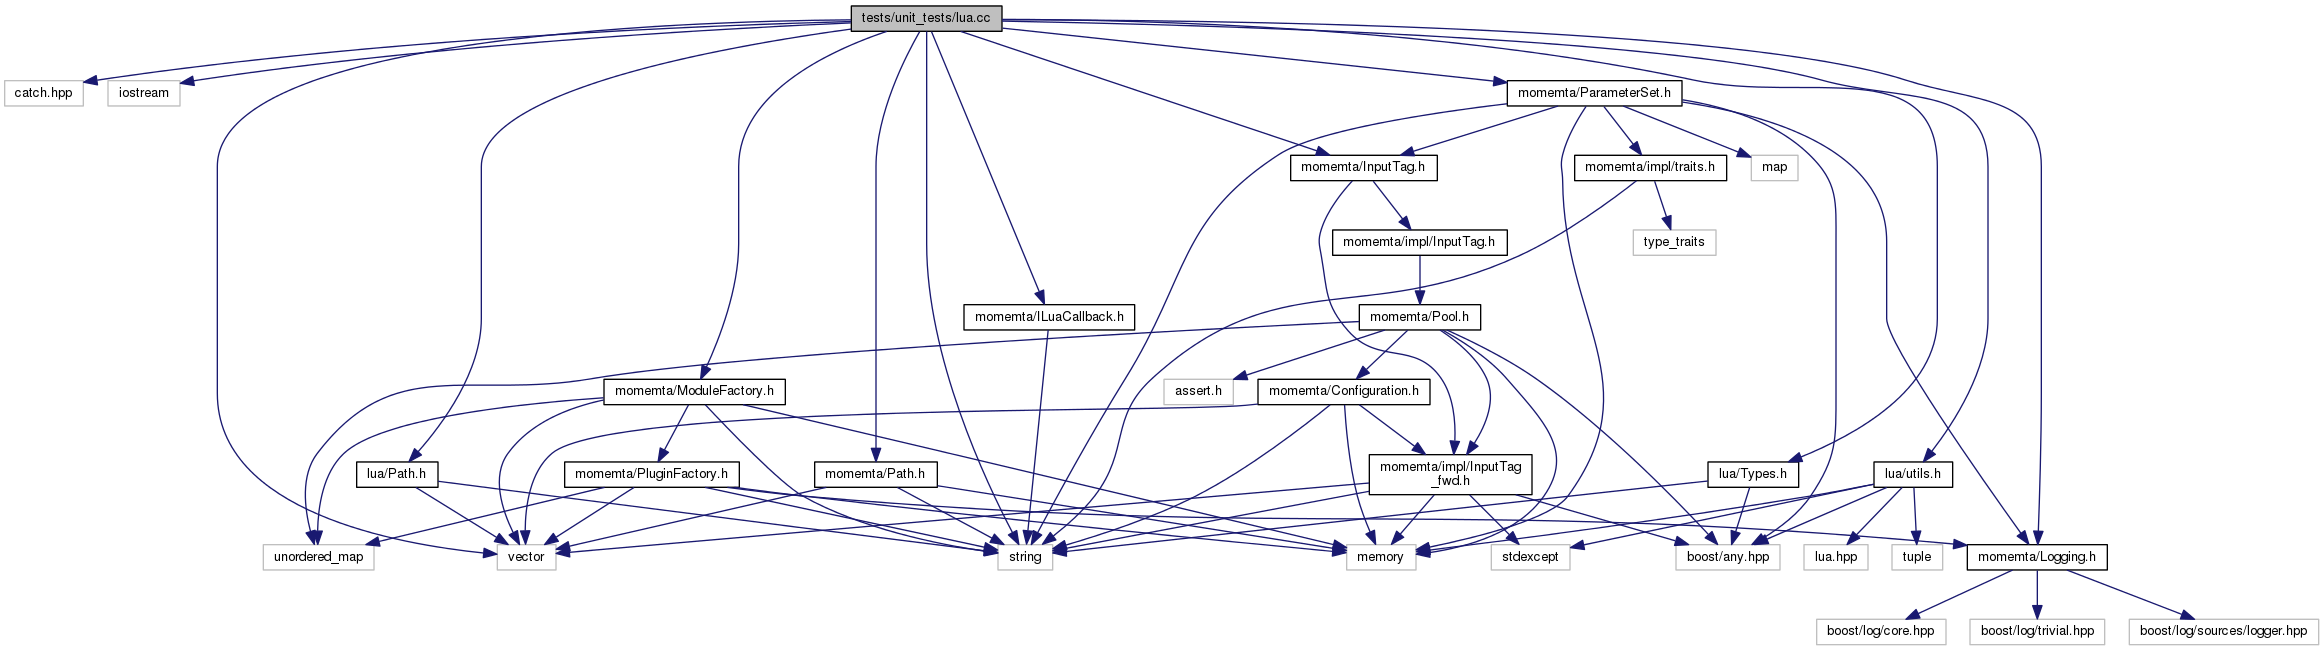 tests/unit_tests/lua.cc
catch.hpp
iostream
momemta/ParameterSet.h
momemta/InputTag.h
momemta/impl/traits.h
map
momemta/impl/InputTag.h
type_traits
momemta/ILuaCallback.h
momemta/Pool.h
momemta/ModuleFactory.h
assert.h
momemta/Configuration.h
lua/Path.h
momemta/PluginFactory.h
momemta/Path.h
momemta/impl/InputTag
_fwd.h
lua/Types.h
lua/utils.h
unordered_map
vector
string
memory
stdexcept
boost/any.hpp
lua.hpp
tuple
momemta/Logging.h
boost/log/core.hpp
boost/log/trivial.hpp
boost/log/sources/logger.hpp